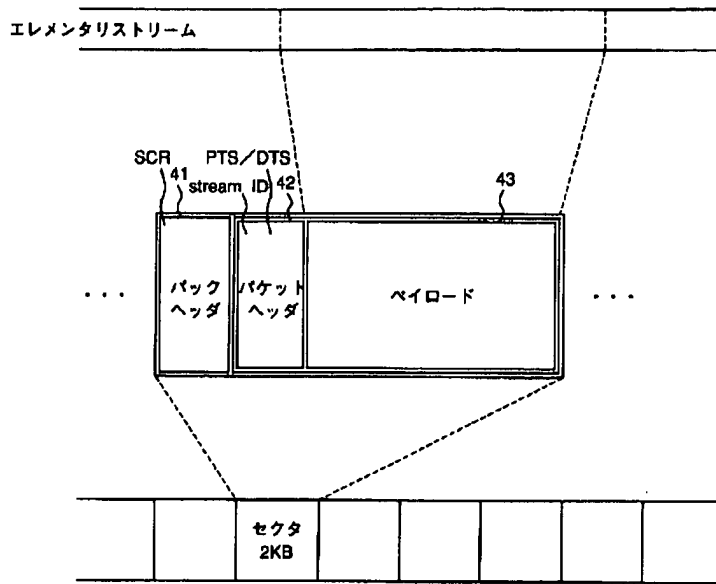 エレメンタリストリーム
SCR
PTS/DTS
41
stream ID
42
43
パック
ヘッダ
パケット
ヘッダ
ペイロード
...
...
セクタ
2KB